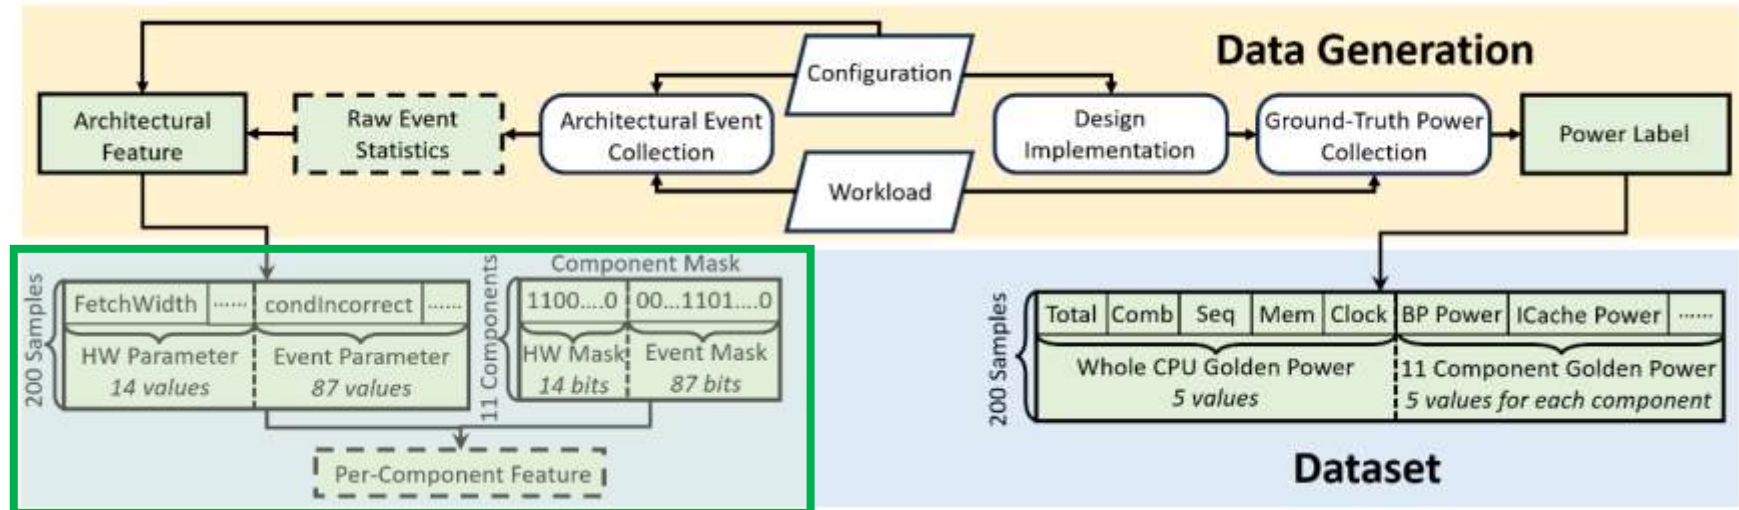 Data Generation
Configuration
Architectural
Feature
Raw Event
Statistics
Architectural Event
Collection
Design
Implementation
Ground-Truth Power
Collection
Power Label
Workload
200 Samples
FetchWidth
......
condIncorrect
......
HW Parameter
14 values
Event Parameter
87 values
11 Components
Component Mask
1100....0
00...1101....0
HW Mask
14 bits
Event Mask
87 bits
Per-Component Feature
200 Samples
Total
Comb
Seq
Mem
Clock
BP Power
ICache Power
......
Whole CPU Golden Power
5 values
11 Component Golden Power
5 values for each component
Dataset